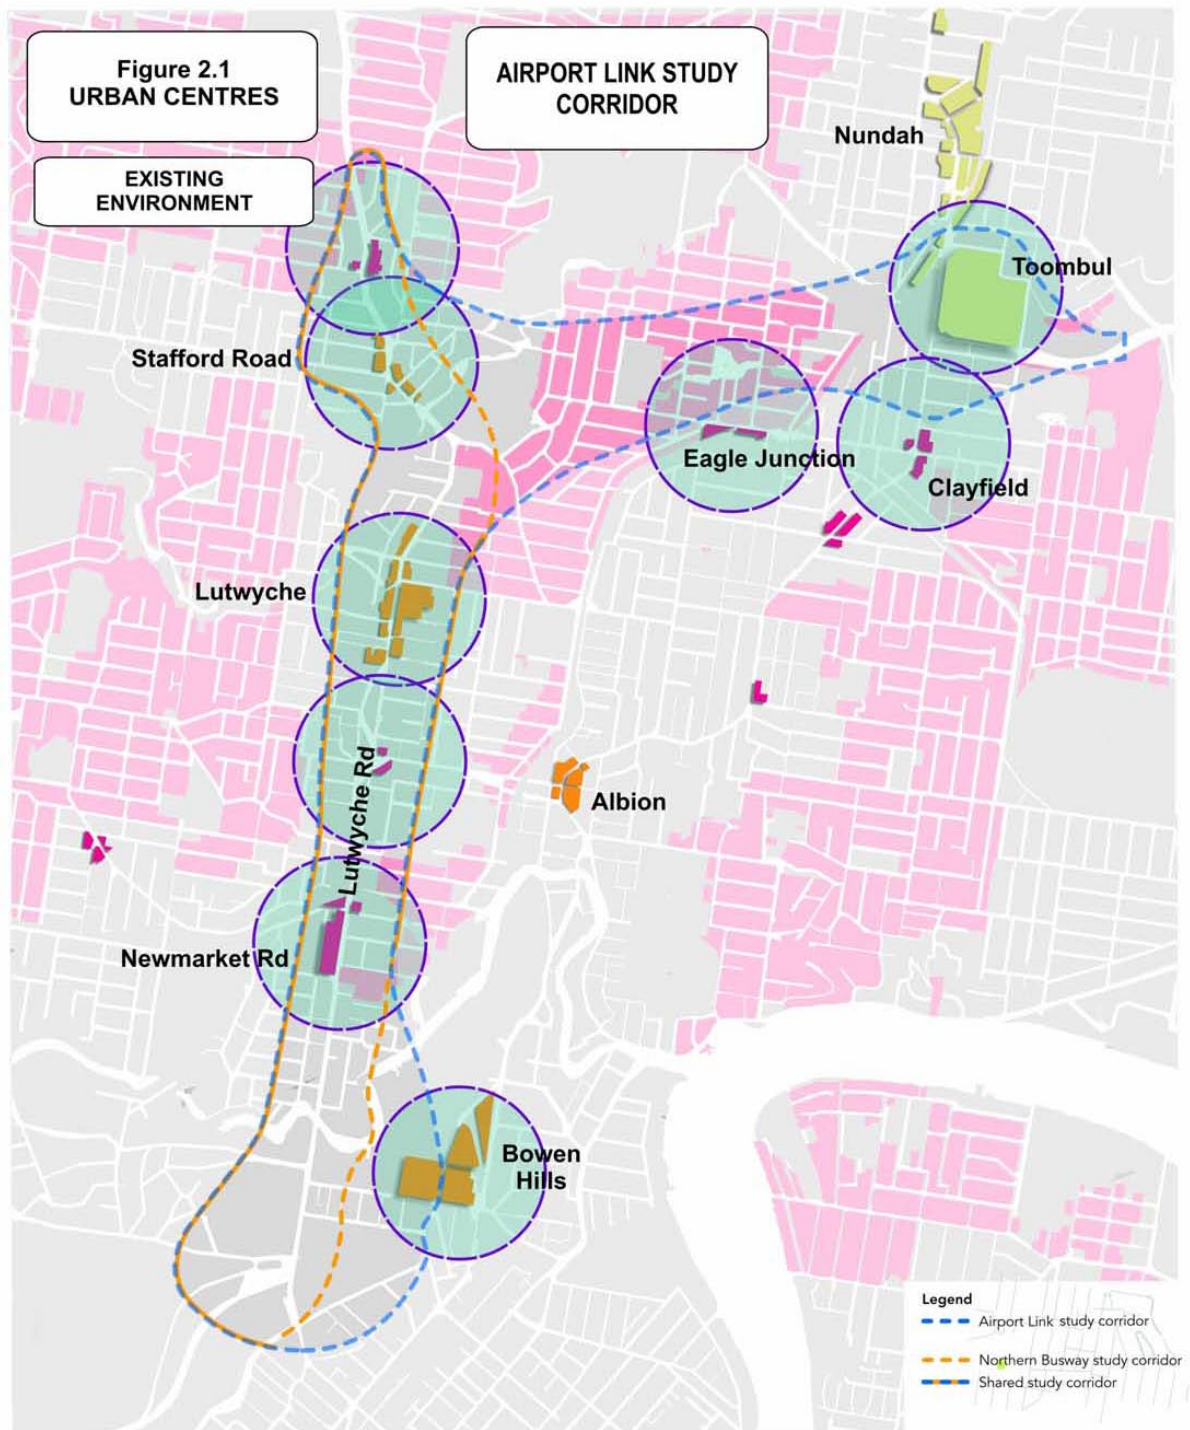 Figure 2.1
URBAN CENTRES
AIRPORT LINK STUDY
CORRIDOR
EXISTING
ENVIRONMENT
Nundah
Toombul
Stafford Road
Eagle Junction
Clayfield
Lutwyche
Lutwyche Rd
Albion
Newmarket Rd
Bowen
Hills
Legend
Airport Link study corridor
Northern Busway study corridor
Shared study corridor